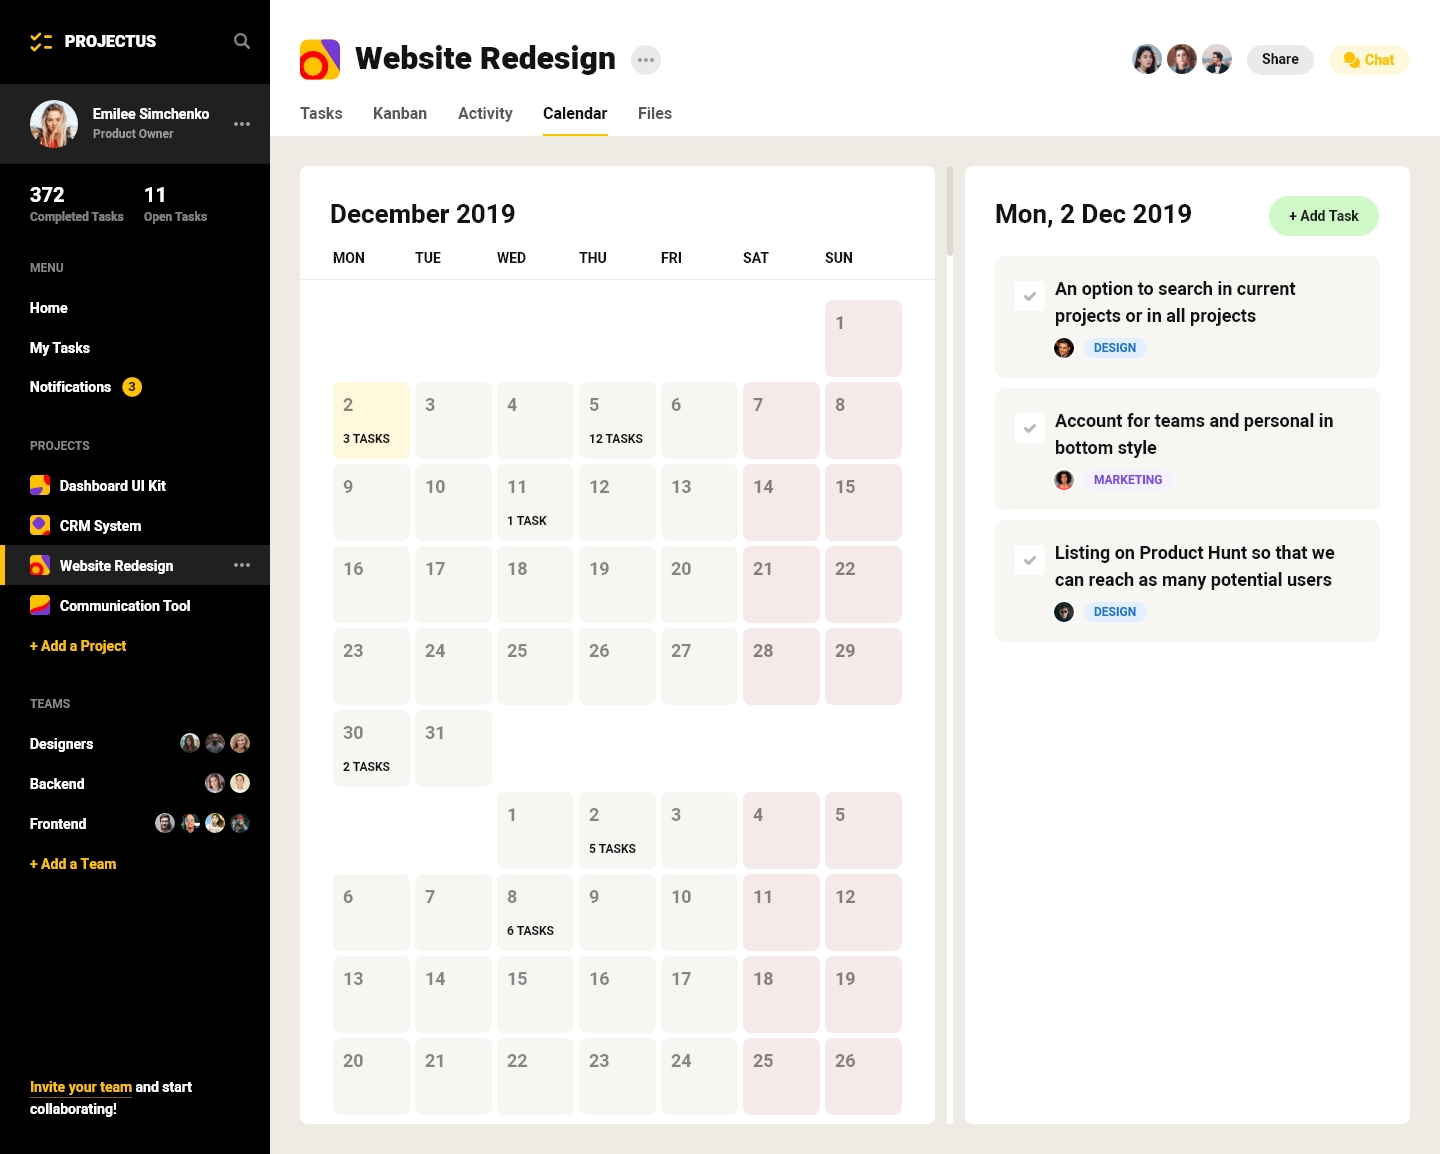 PROJECTUS
Emilee Simchenko
Product Owner
372
Completed Tasks
11
Open Tasks
MENU
Home
My Tasks
Notifications 3
PROJECTS
Dashboard UI Kit
CRM System
Website Redesign
Communication Tool
+ Add a Project
TEAMS
Designers
Backend
Frontend
+ Add a Team
Invite your team and start
collaborating!
Website Redesign
Share
Chat
Tasks Kanban Activity Calendar Files
December 2019
MON TUE WED THU FRI SAT SUN
1
2 3 4 5 6 7 8
3 TASKS 12 TASKS
9 10 11 12 13 14 15
1 TASK
16 17 18 19 20 21 22
23 24 25 26 27 28 29
30 31
2 TASKS
1 2 3 4 5
5 TASKS
6 7 8 9 10 11 12
6 TASKS
13 14 15 16 17 18 19
20 21 22 23 24 25 26
Mon, 2 Dec 2019
+ Add Task
An option to search in current
projects or in all projects
DESIGN
Account for teams and personal in
bottom style
MARKETING
Listing on Product Hunt so that we
can reach as many potential users
DESIGN